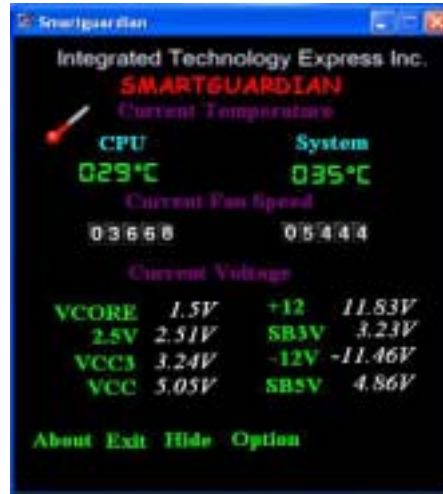 Smartguardian
Integrated Technology Express Inc.
SMARTGUARDIAN
Current Temperature
CPU System
029°C 035°C
Current Fan Speed
03668 05444
Current Voltage
VCORE 1.5V +12 11.83V
2.5V 2.51V SB3V 3.23V
VCC3 3.24V -12V -11.46V
VCC 5.05V SB5V 4.86V
About Exit Hide Option